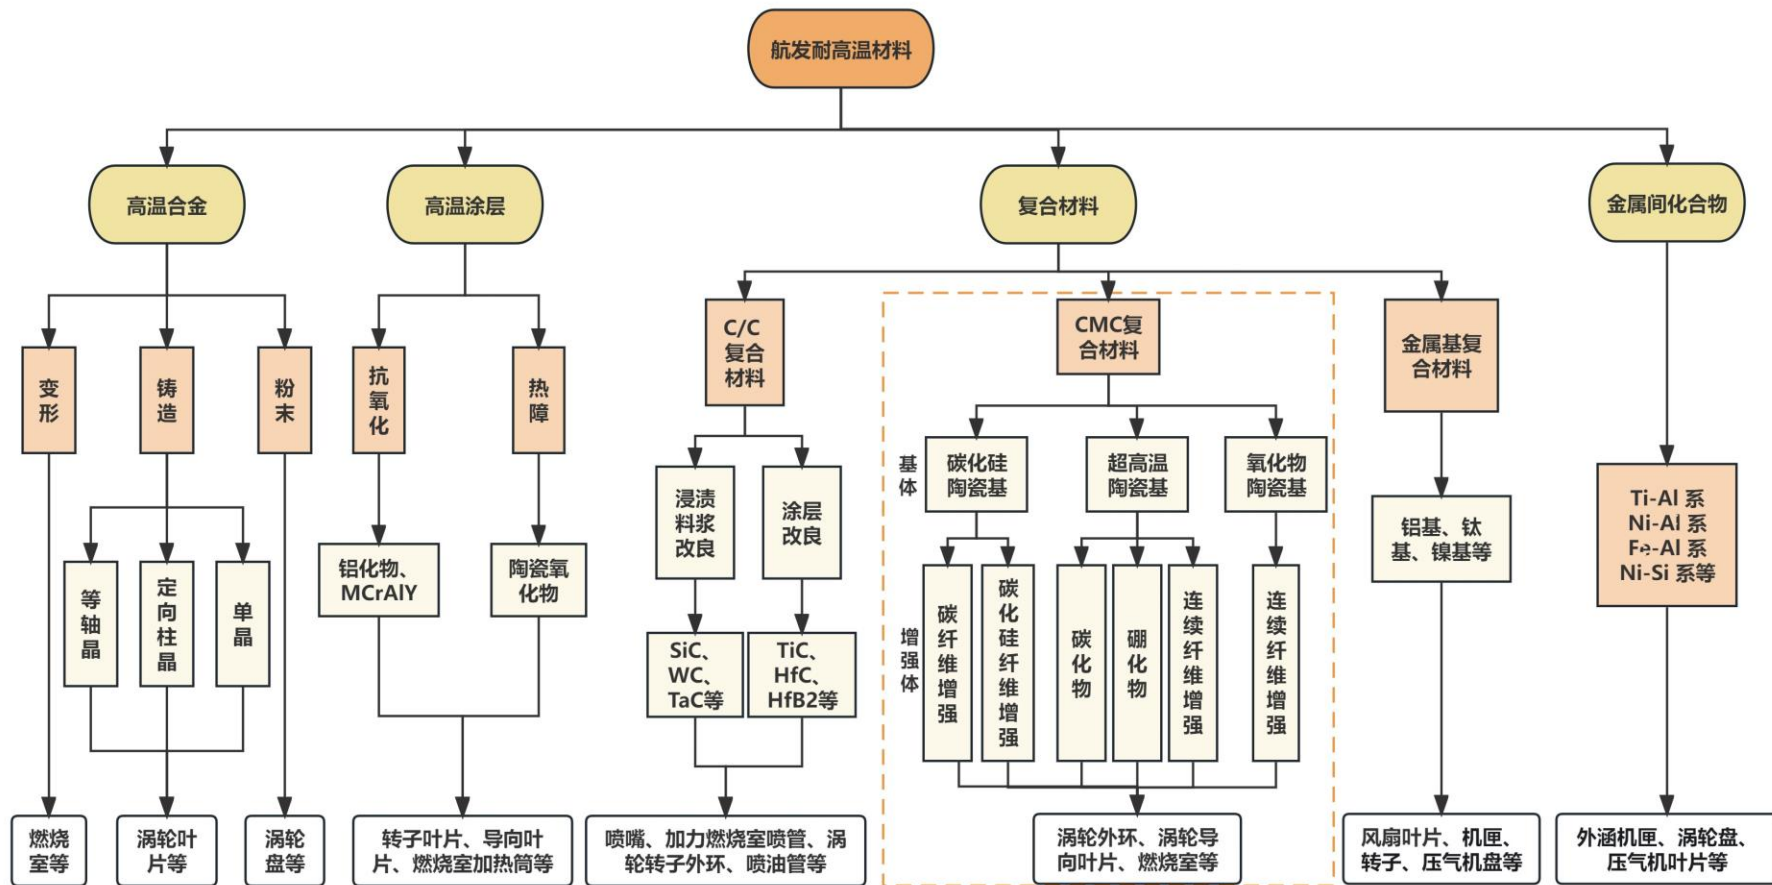 航发耐高温材料
高温合金
高温涂层
复合材料
金属间化合物
变
形
铸
造
粉
末
抗
氧
化
热
障
C/C
复合
材料
CMC复
合材料
金属基复
合材料
基
体
浸渍
料浆
改良
涂层
改良
碳化硅
陶瓷基
超高温
陶瓷基
氧化物
陶瓷基
铝基、钛
基、镍基等
Ti-Al 系
Ni-Al 系
Fe-Al 系
Ni-Si 系等
铝化物、
MCrAlY
陶瓷氧
化物
等
轴
晶
定
向
柱
晶
单
晶
SiC、
WC、
TaC等
TiC、
HfC、
HfB2等
增
强
体
碳
纤
维
增
强
碳
化
硅
纤
维
增
强
碳
化
物
硼
化
物
连
续
纤
维
增
强
连
续
纤
维
增
强
燃烧
室等
涡轮叶
片等
涡轮
盘等
转子叶片、导向叶
片、燃烧室加热筒等
喷嘴、加力燃烧室喷管、涡
轮转子外环、喷油管等
涡轮外环、涡轮导
向叶片、燃烧室等
风扇叶片、机匣、
转子、压气机盘等
外涵机匣、涡轮盘、
压气机叶片等